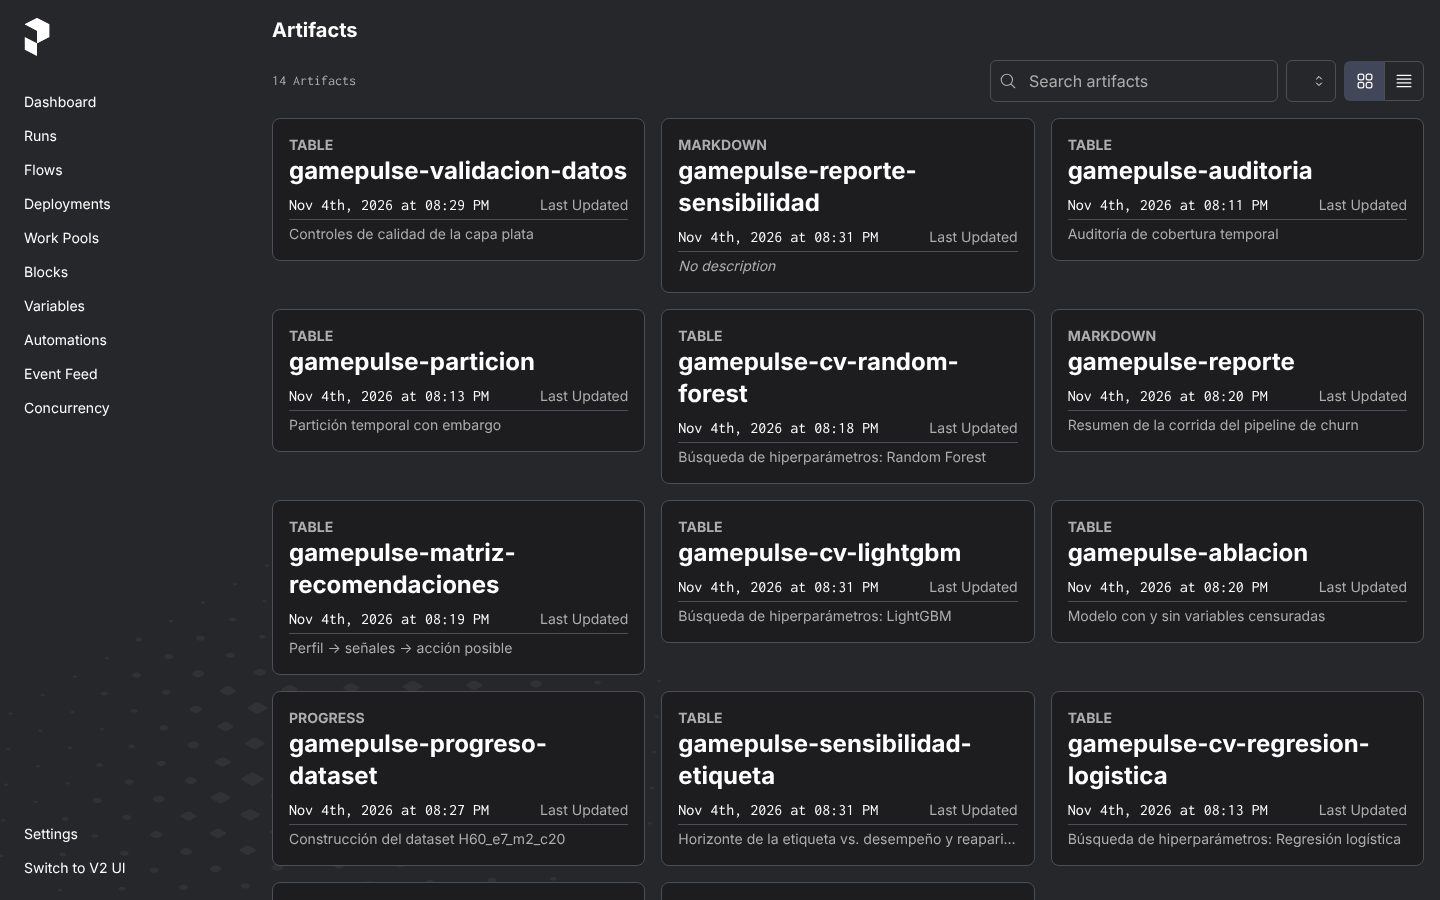 Artifacts
14 Artifacts
Search artifacts
Dashboard
Runs
Flows
Deployments
Work Pools
Blocks
Variables
Automations
Event Feed
Concurrency
Settings
Switch to V2 UI
TABLE
gamepulse-validacion-datos
Nov 4th, 2026 at 08:29 PM Last Updated
Controles de calidad de la capa plata
MARKDOWN
gamepulse-reporte-
sensibilidad
Nov 4th, 2026 at 08:31 PM Last Updated
No description
TABLE
gamepulse-auditoria
Nov 4th, 2026 at 08:11 PM Last Updated
Auditoría de cobertura temporal
TABLE
gamepulse-particion
Nov 4th, 2026 at 08:13 PM Last Updated
Partición temporal con embargo
TABLE
gamepulse-cv-random-
forest
Nov 4th, 2026 at 08:18 PM Last Updated
Búsqueda de hiperparámetros: Random Forest
MARKDOWN
gamepulse-reporte
Nov 4th, 2026 at 08:20 PM Last Updated
Resumen de la corrida del pipeline de churn
TABLE
gamepulse-matriz-
recomendaciones
Nov 4th, 2026 at 08:19 PM Last Updated
Perfil → señales → acción posible
TABLE
gamepulse-cv-lightgbm
Nov 4th, 2026 at 08:31 PM Last Updated
Búsqueda de hiperparámetros: LightGBM
TABLE
gamepulse-ablacion
Nov 4th, 2026 at 08:20 PM Last Updated
Modelo con y sin variables censuradas
PROGRESS
gamepulse-progreso-
dataset
Nov 4th, 2026 at 08:27 PM Last Updated
Construcción del dataset H60_e7_m2_c20
TABLE
gamepulse-sensibilidad-
etiqueta
Nov 4th, 2026 at 08:31 PM Last Updated
Horizonte de la etiqueta vs. desempeño y reapari...
TABLE
gamepulse-cv-regresion-
logistica
Nov 4th, 2026 at 08:13 PM Last Updated
Búsqueda de hiperparámetros: Regresión logística